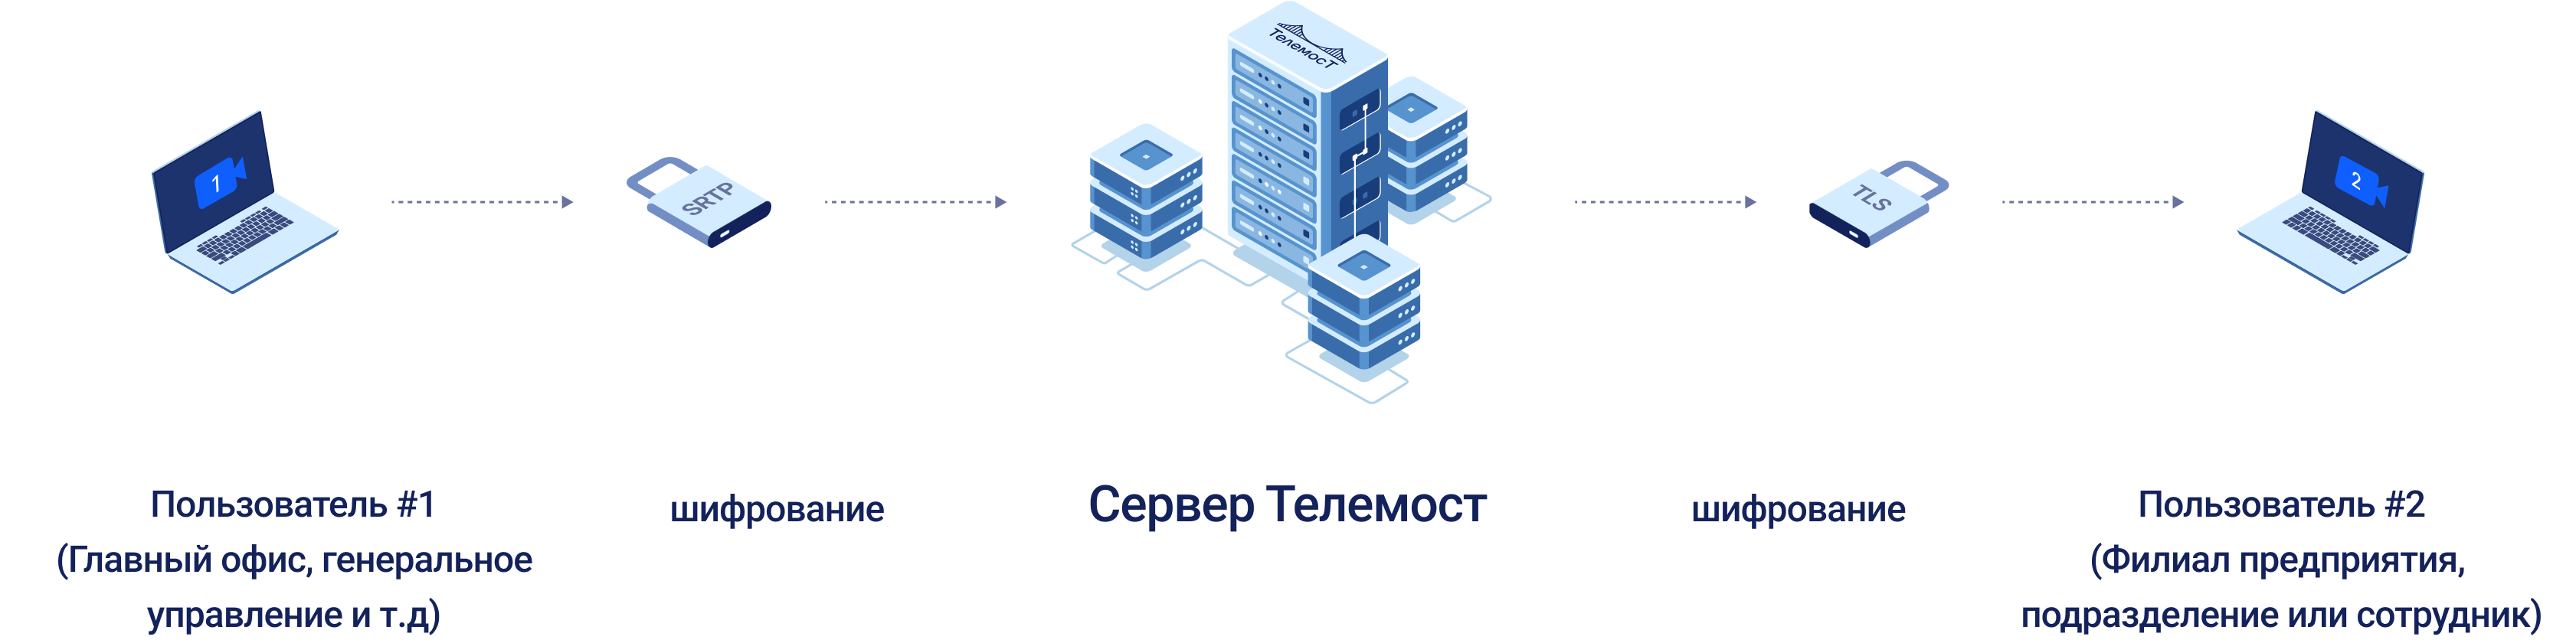 ТелемосТ
1
SRTP
TLS
2
Пользователь #1
(Главный офис, генеральное
управление и т.д)
шифрование
Сервер Телемост
шифрование
Пользователь #2
(Филиал предприятия,
подразделение или сотрудник)